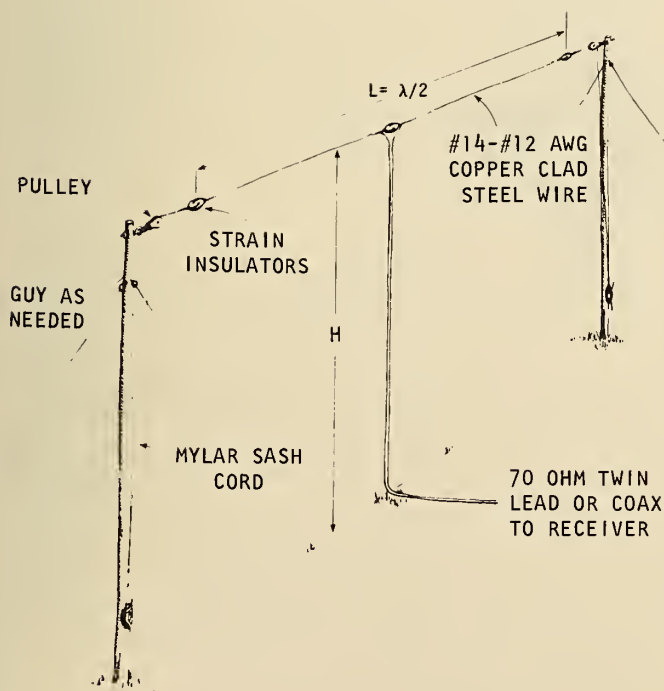 L= λ/2
#14-#12 AWG
COPPER CLAD
STEEL WIRE
PULLEY
STRAIN
INSULATORS
GUY AS
NEEDED
H
MYLAR SASH
CORD
70 OHM TWIN
LEAD OR COAX
TO RECEIVER